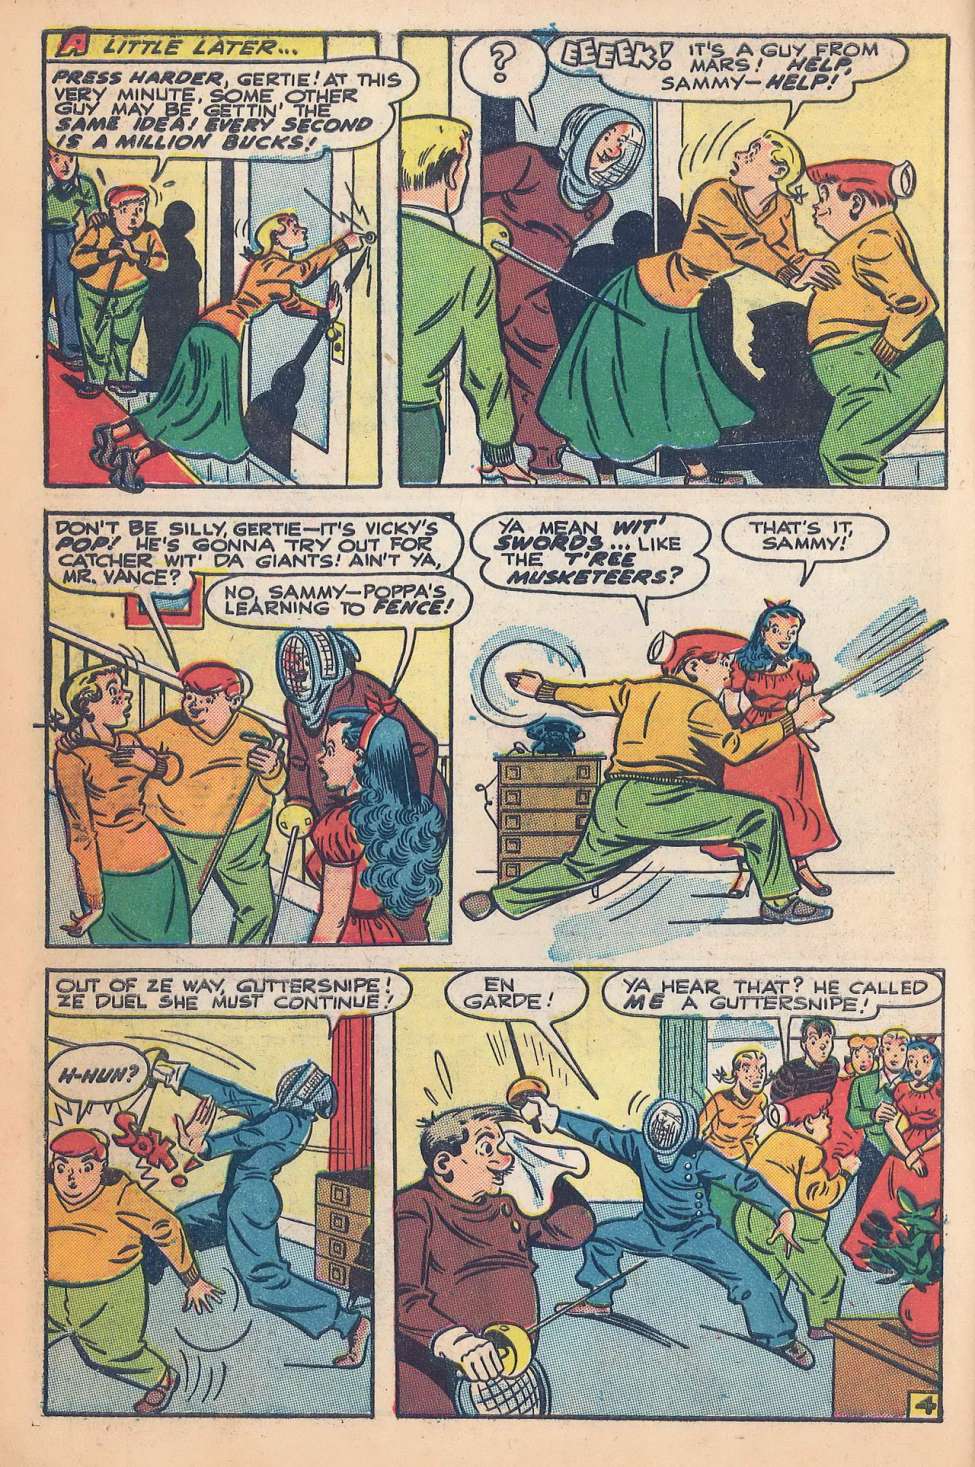 A LITTLE LATER...
PRESS HARDER, GERTIE! AT THIS
VERY MINUTE, SOME OTHER
GUY MAY BE GETTIN' THE
SAME IDEA! EVERY SECOND
IS A MILLION BUCKS!
?
EEEEK! IT'S A GUY FROM
MARS! HELP,
SAMMY—HELP!
DON'T BE SILLY, GERTIE—IT'S VICKY'S
POP! HE'S GONNA TRY OUT FOR
CATCHER WIT' DA GIANTS! AIN'T YA,
MR. VANCE?
NO, SAMMY—POPPA'S
LEARNING TO FENCE!
YA MEAN WIT'
SWORDS... LIKE
THE T'REE
MUSKETEERS?
THAT'S IT,
SAMMY!
OUT OF ZE WAY, GUTTERSNIPE!
ZE DUEL SHE MUST CONTINUE!
H-HUH?
SOK!
EN
GARDE!
YA HEAR THAT? HE CALLED
ME A GUTTERSNIPE!
4